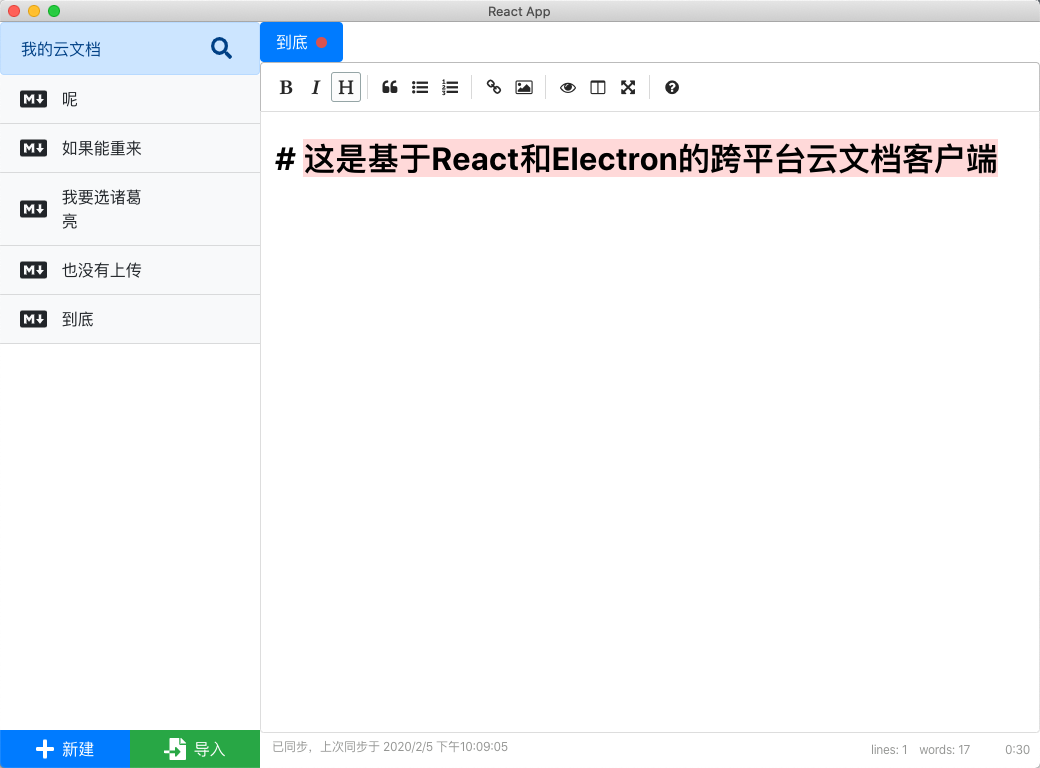 React App
我的云文档
呢
如果能重来
我要选诸葛
亮
也没有上传
到底
新建
导入
到底
B I H
# 这是基于React和Electron的跨平台云文档客户端
已同步，上次同步于 2020/2/5 下午10:09:05
lines: 1 words: 17 0:30